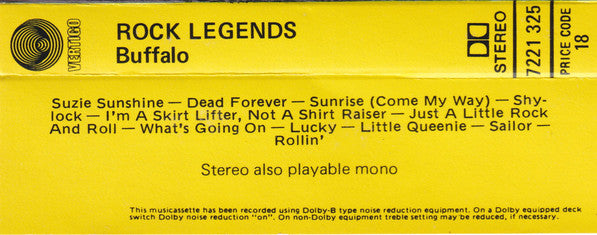 VERTIGO
ROCK LEGENDS
Buffalo
STEREO
7221 325
PRICE CODE
18
Suzie Sunshine — Dead Forever — Sunrise (Come My Way) — Shy-
lock — I'm A Skirt Lifter, Not A Shirt Raiser — Just A Little Rock
And Roll — What's Going On — Lucky — Little Queenie — Sailor —
Rollin'
Stereo also playable mono
This musicassette has been recorded using Dolby-B type noise reduction equipment. On a Dolby equipped deck
switch Dolby noise reduction "on". On non-Dolby equipment treble setting may be reduced, if necessary.